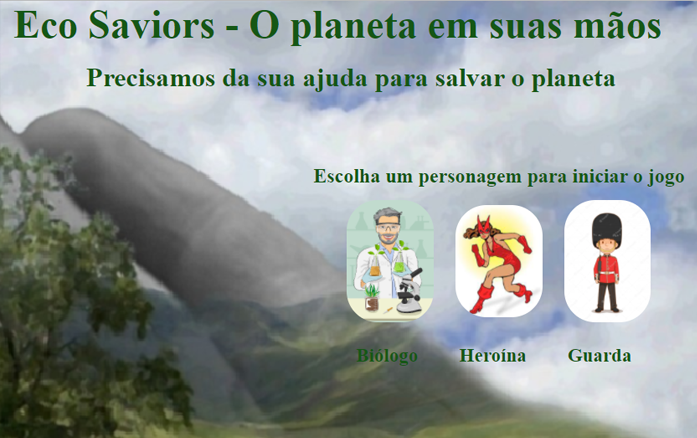 Eco Saviors - O planeta em suas mãos
Precisamos da sua ajuda para salvar o planeta
Escolha um personagem para iniciar o jogo
Biólogo Heroína Guarda